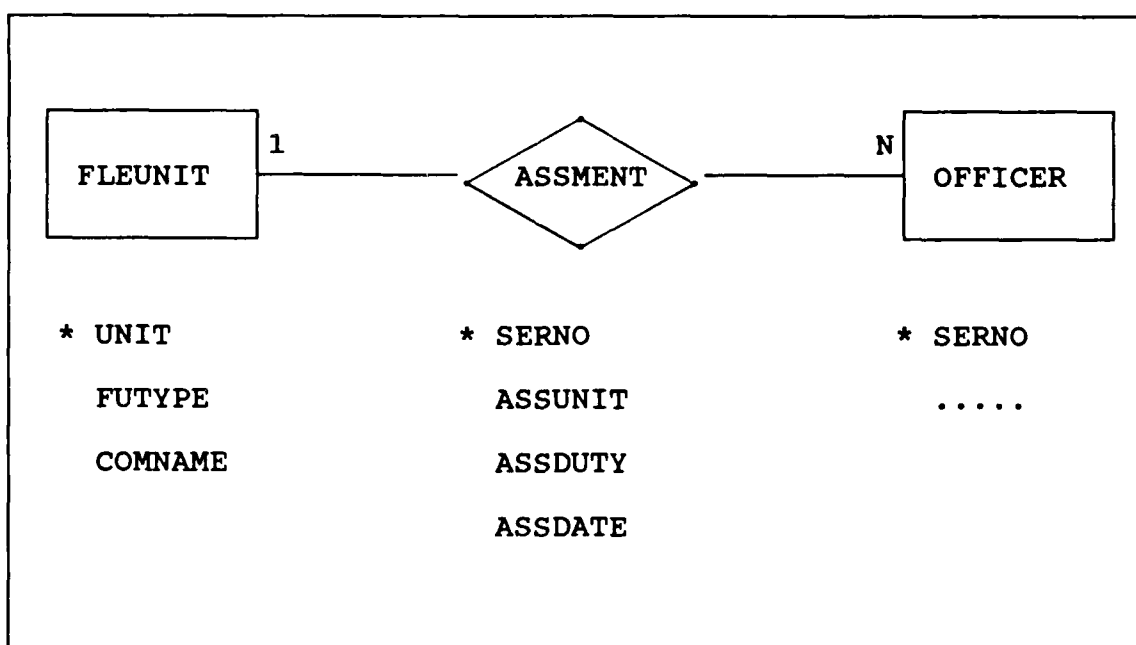 1 N
FLEUNIT ASSMENT OFFICER
* UNIT * SERNO * SERNO
FUTYPE ASSUNIT .....
COMNAME ASSDUTY
ASSDATE